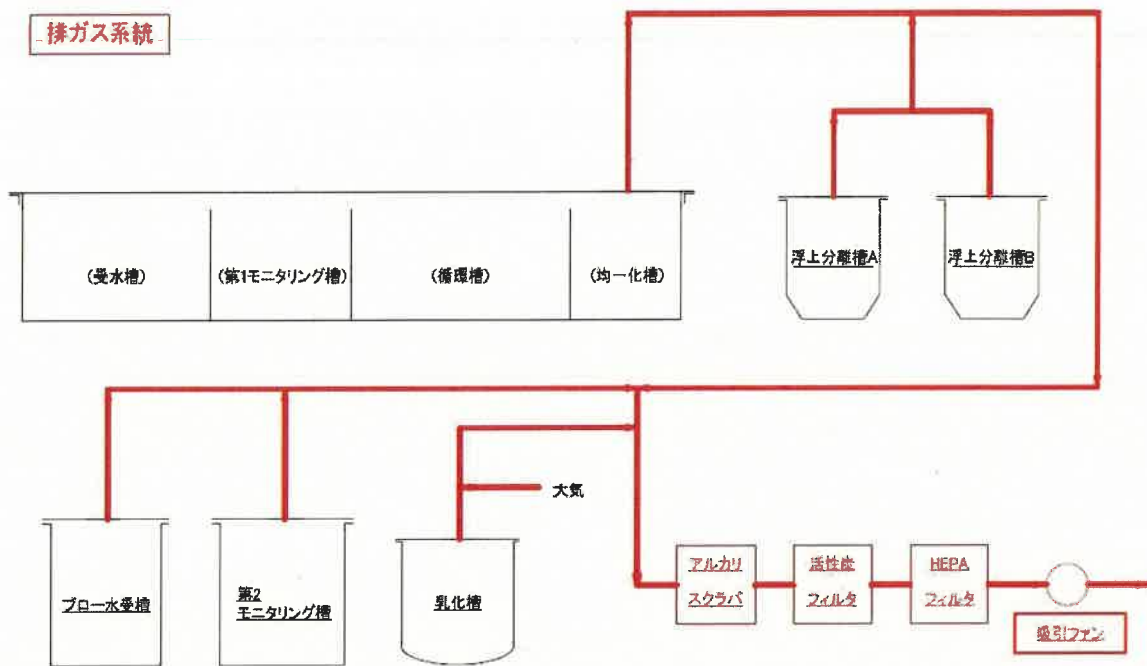 排ガス系統
(受水槽)
(第1モニタリング槽)
(循環槽)
(均一化槽)
浮上分離槽A
浮上分離槽B
大気
ブロー水受槽
第2
モニタリング槽
乳化槽
アルカリ
スクラバ
活性炭
フィルタ
HEPA
フィルタ
吸引ファン